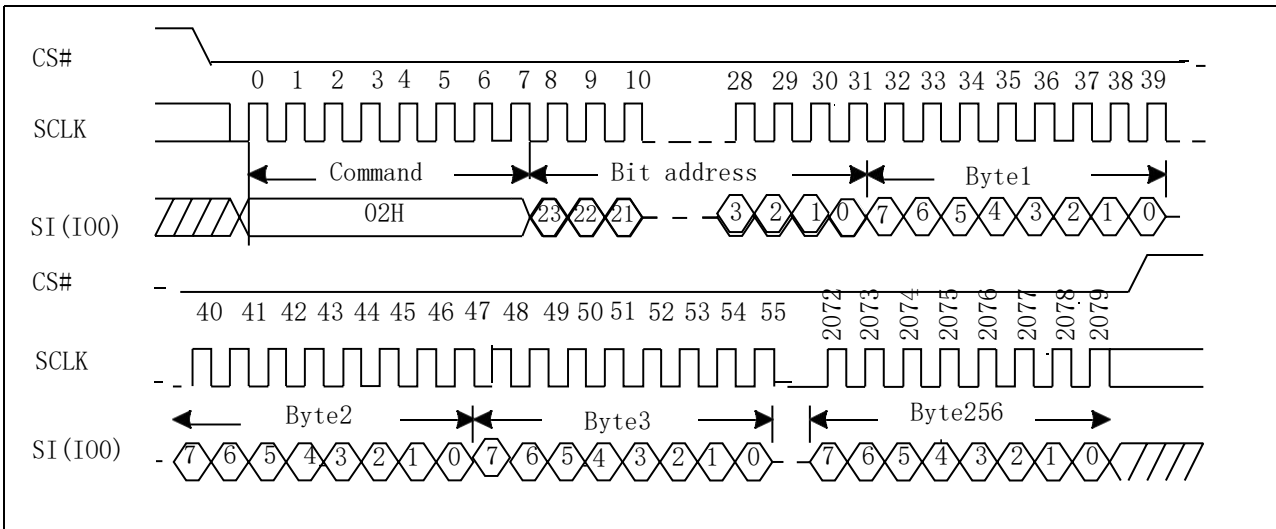 CS#
0 1 2 3 4 5 6 7 8 9 10 28 29 30 31 32 33 34 35 36 37 38 39
SCLK
Command Bit address Byte1
SI(IO0) 02H 23 22 21 3 2 1 0 7 6 5 4 3 2 1 0
CS#
40 41 42 43 44 45 46 47 48 49 50 51 52 53 54 55 2072 2073 2074 2075 2076 2077 2078 2079
SCLK
Byte2 Byte3 Byte256
SI(IO0) 7 6 5 4 3 2 1 0 7 6 5 4 3 2 1 0 7 6 5 4 3 2 1 0